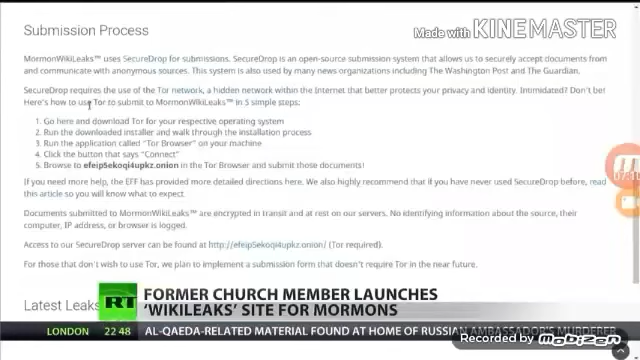 Submission Process
Made with KINEMASTER
MormonWikiLeaks™ uses SecureDrop for submissions. SecureDrop is an open-source submission system that allows us to securely accept documents from
and communicate with anonymous sources. This system is also used by many news organizations including The Washington Post and The Guardian.
SecureDrop requires the use of the Tor network, a hidden network within the Internet that better protects your privacy and identity. Intimidated? Don't be!
Here's how to use Tor to submit to MormonWikiLeaks™ in 5 simple steps:
1. Go here and download Tor for your respective operating system
2. Run the downloaded installer and walk through the installation process
3. Run the application called "Tor Browser" on your machine
4. Click the button that says "Connect"
5. Browse to efeip5ekoqi4upkz.onion in the Tor Browser and submit those documents!
If you need more help, the EFF has provided more detailed directions here. We also highly recommend that if you have never used SecureDrop before, read
this article so you will know what to expect.
Documents submitted to MormonWikiLeaks™ are encrypted in transit and at rest on our servers. No identifying information about the source, their
computer, IP address, or browser is logged.
Access to our SecureDrop server can be found at http://efeip5ekoqi4upkz.onion/ (Tor required).
For those that don't wish to use Tor, we plan to implement a submission form that doesn't require Tor in the near future.
Latest Leaks
RT
FORMER CHURCH MEMBER LAUNCHES
'WIKILEAKS' SITE FOR MORMONS
LONDON 22:48 AL-QAEDA-RELATED MATERIAL FOUND AT HOME OF RUSSIAN AMBASSADOR'S MURDERER
Recorded by mobizen